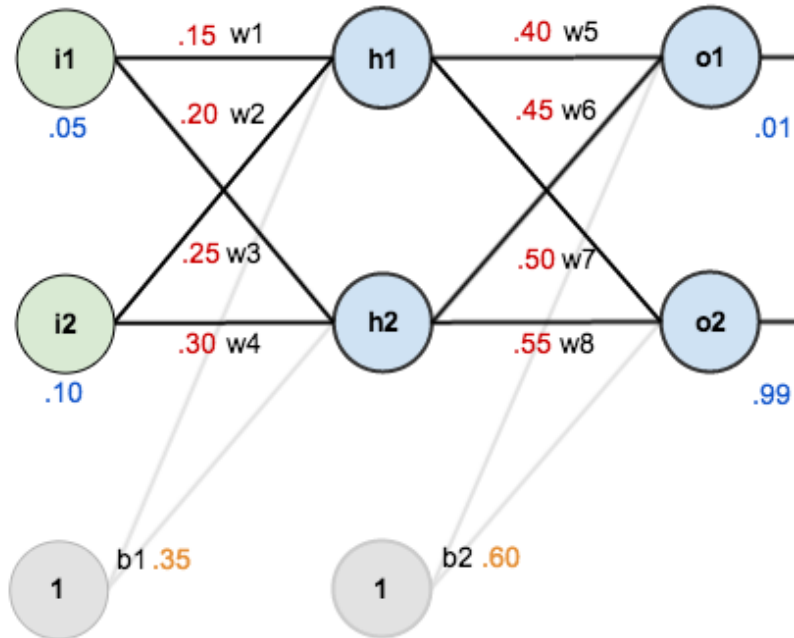 .15 w1
.40 w5
i1
h1
o1
.20 w2
.45 w6
.05
.01
.25 w3
.50 w7
i2
h2
o2
.30 w4
.55 w8
.10
.99
b1 .35
b2 .60
1
1